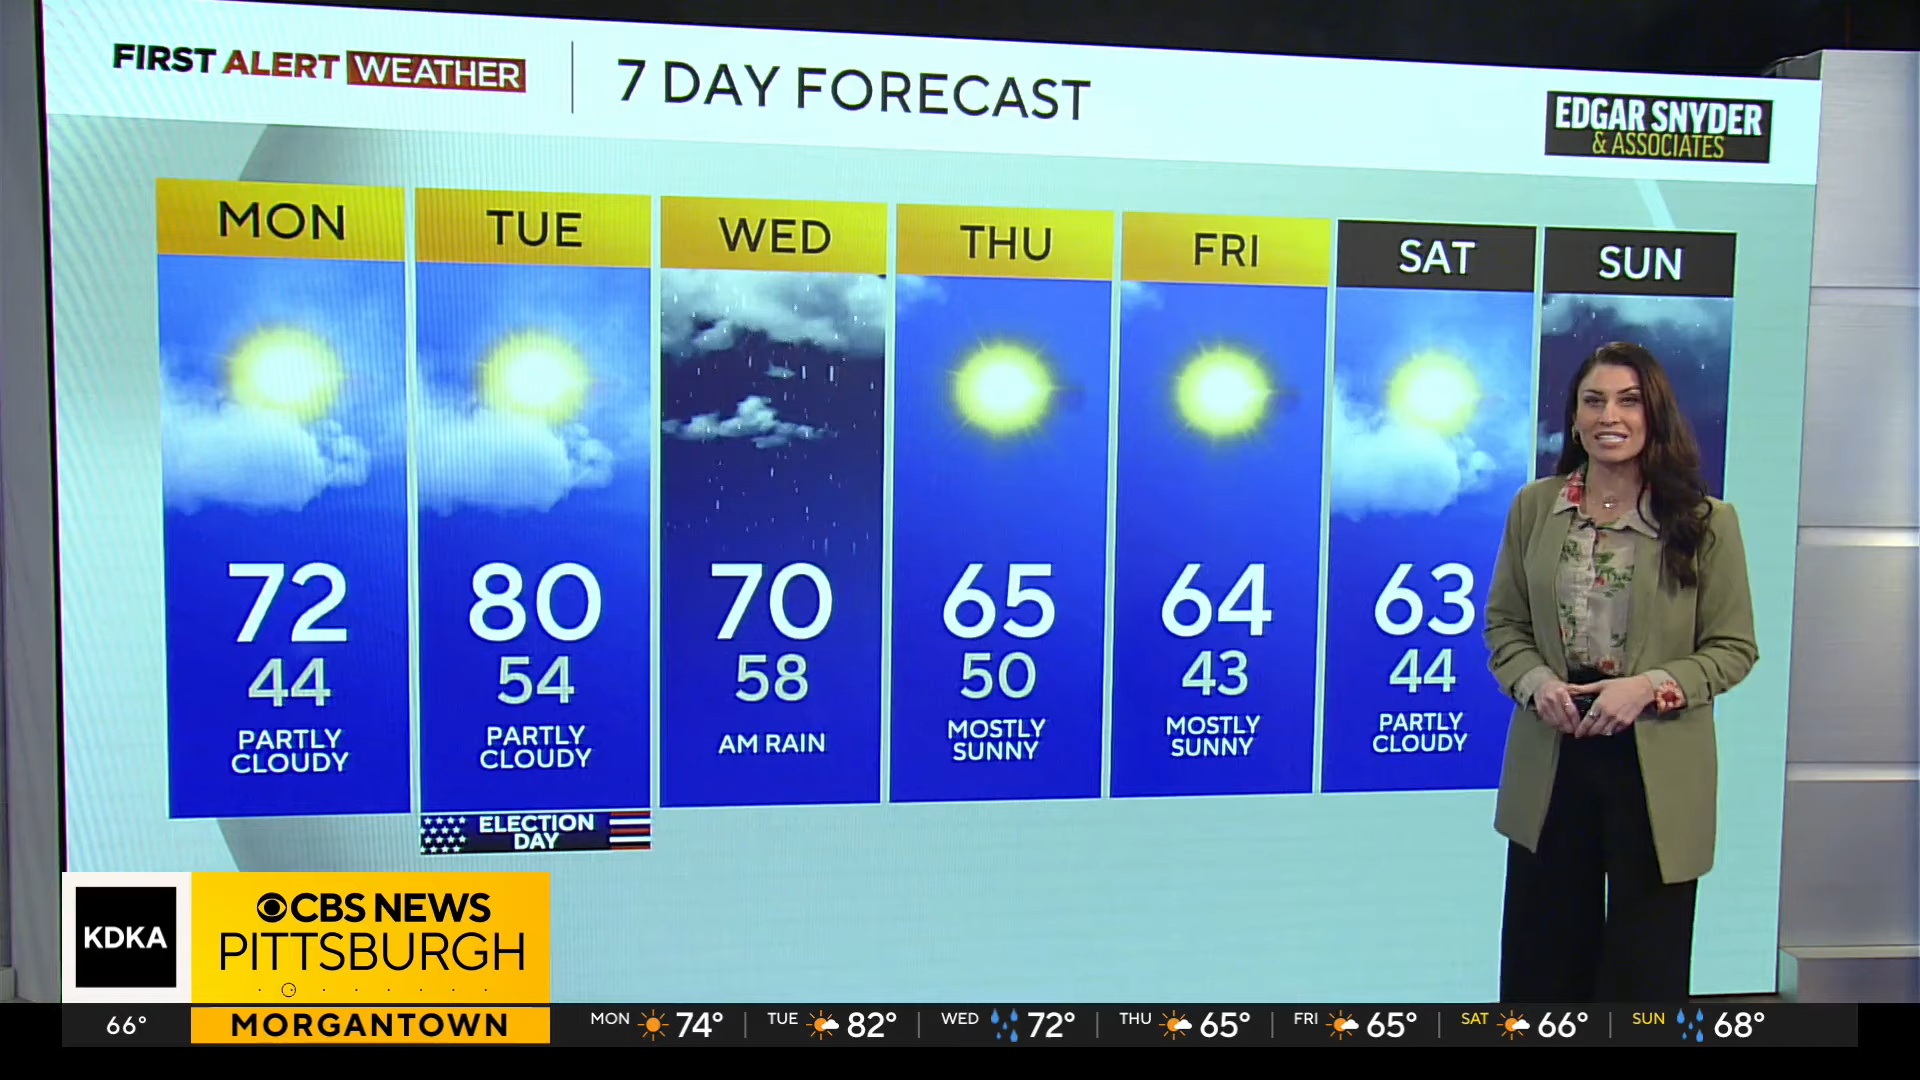 FIRST ALERT WEATHER
7 DAY FORECAST
EDGAR SNYDER
& ASSOCIATES
MON
TUE
WED
THU
FRI
SAT
SUN
72
80
70
65
64
63
44
54
58
50
43
44
PARTLY
CLOUDY
PARTLY
CLOUDY
AM RAIN
MOSTLY
SUNNY
MOSTLY
SUNNY
PARTLY
CLOUDY
ELECTION
DAY
KDKA
CBS NEWS
PITTSBURGH
66°
MORGANTOWN
MON 74° | TUE 82° | WED 72° | THU 65° | FRI 65° | SAT 66° | SUN 68°